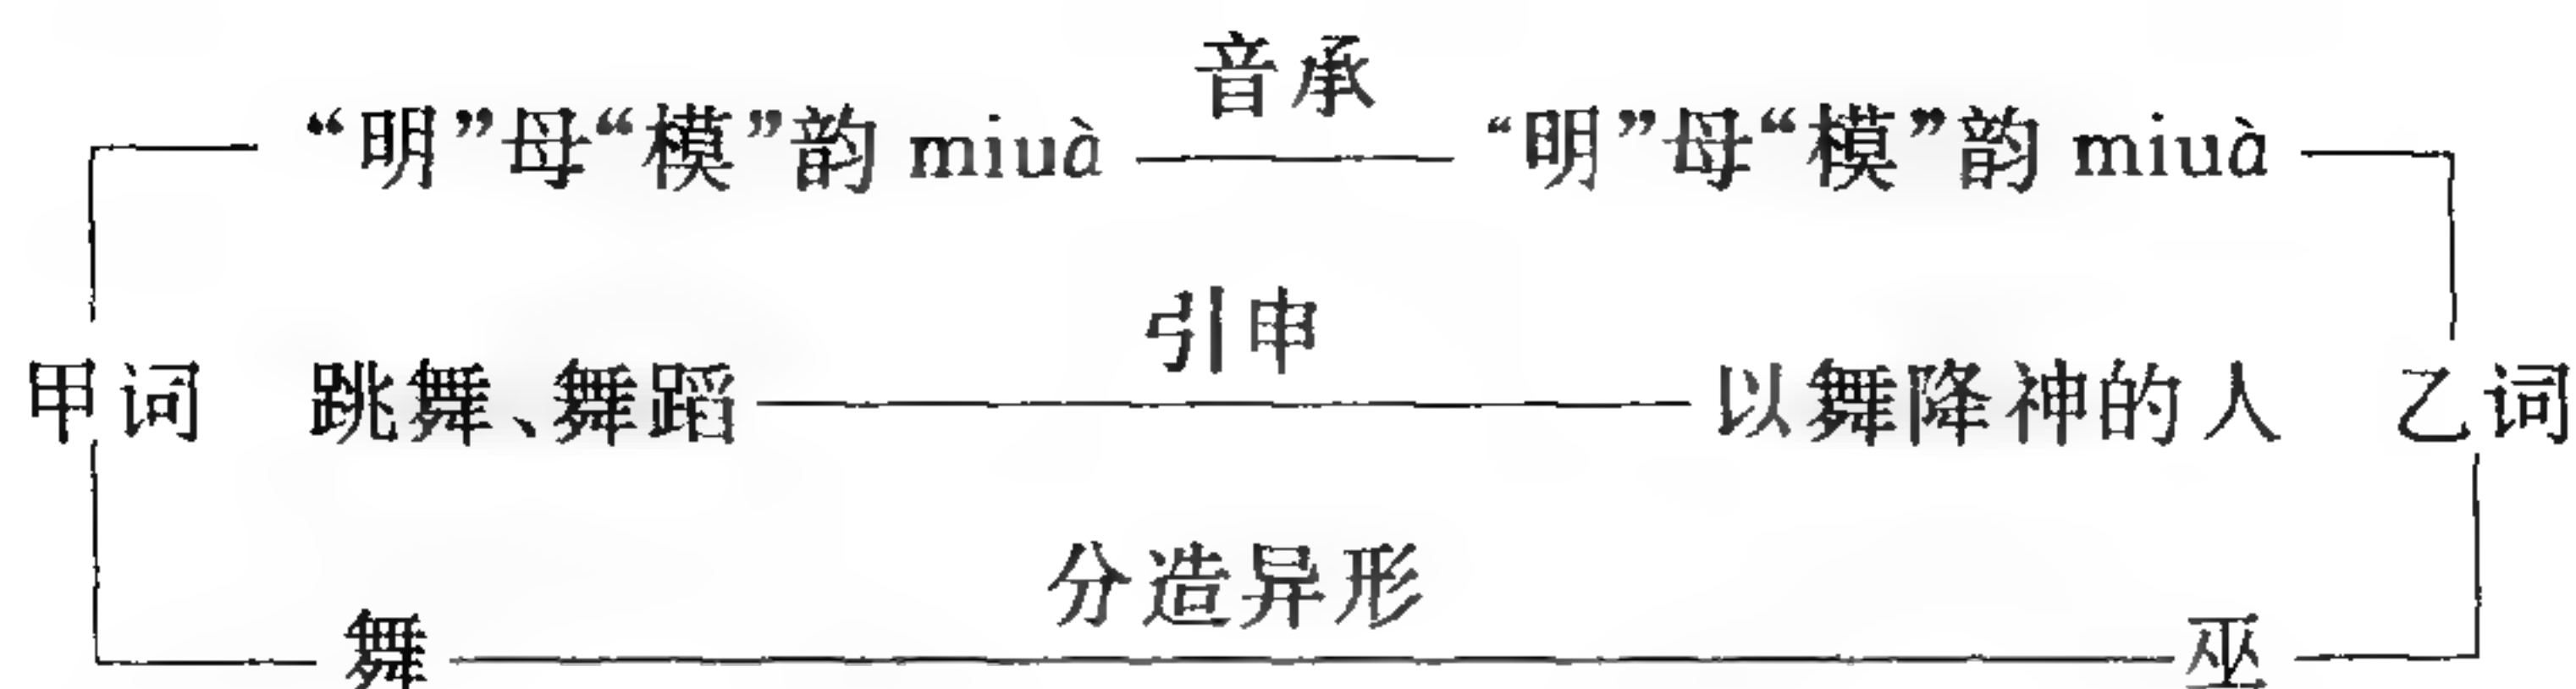 音承
“明”母“模”韵 miuà “明”母“模”韵 miuà
引申
甲词 跳舞、舞蹈 以舞降神的人 乙词
分造异形
舞 巫